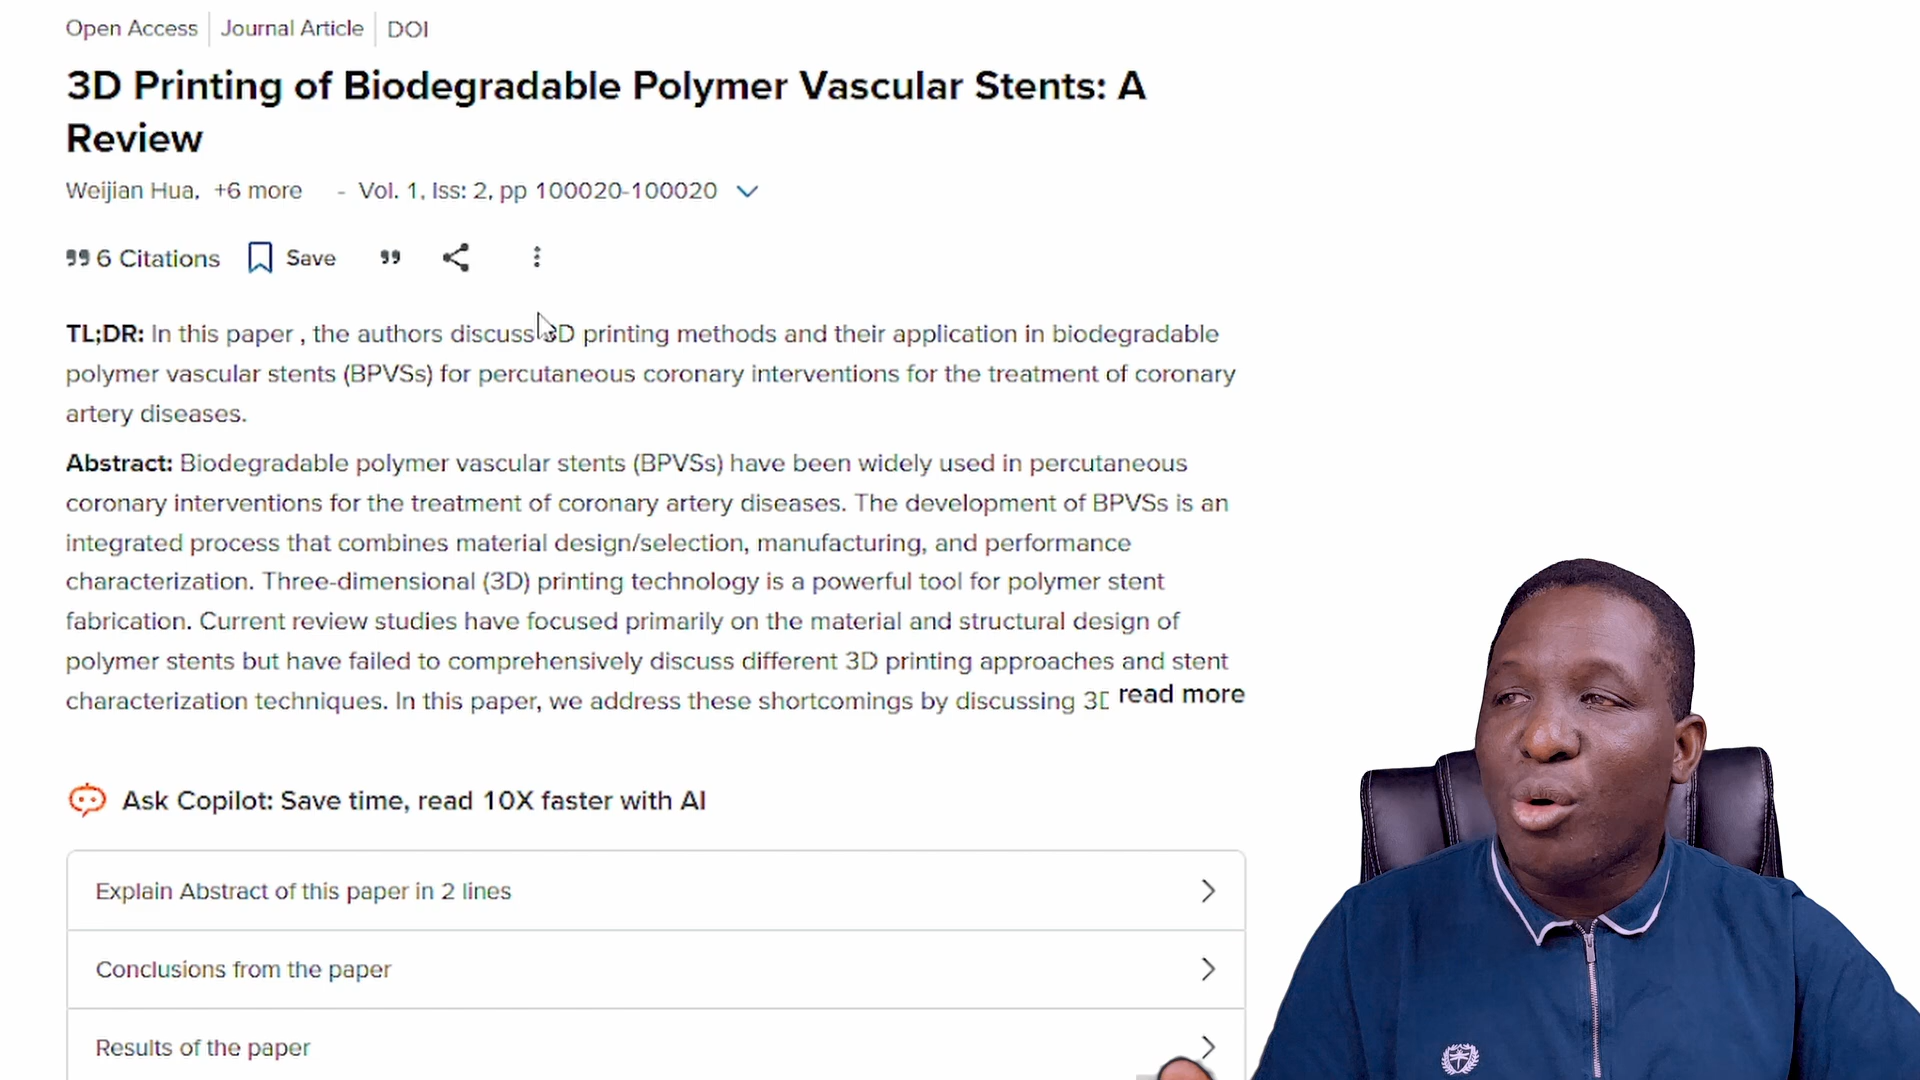 Open Access Journal Article DOI
3D Printing of Biodegradable Polymer Vascular Stents: A
Review
Weijian Hua, +6 more - Vol. 1, Iss: 2, pp 100020-100020
6 Citations Save
TL;DR: In this paper , the authors discuss 3D printing methods and their application in biodegradable
polymer vascular stents (BPVSs) for percutaneous coronary interventions for the treatment of coronary
artery diseases.
Abstract: Biodegradable polymer vascular stents (BPVSs) have been widely used in percutaneous
coronary interventions for the treatment of coronary artery diseases. The development of BPVSs is an
integrated process that combines material design/selection, manufacturing, and performance
characterization. Three-dimensional (3D) printing technology is a powerful tool for polymer stent
fabrication. Current review studies have focused primarily on the material and structural design of
polymer stents but have failed to comprehensively discuss different 3D printing approaches and stent
characterization techniques. In this paper, we address these shortcomings by discussing 3D read more
Ask Copilot: Save time, read 10X faster with AI
Explain Abstract of this paper in 2 lines
Conclusions from the paper
Results of the paper